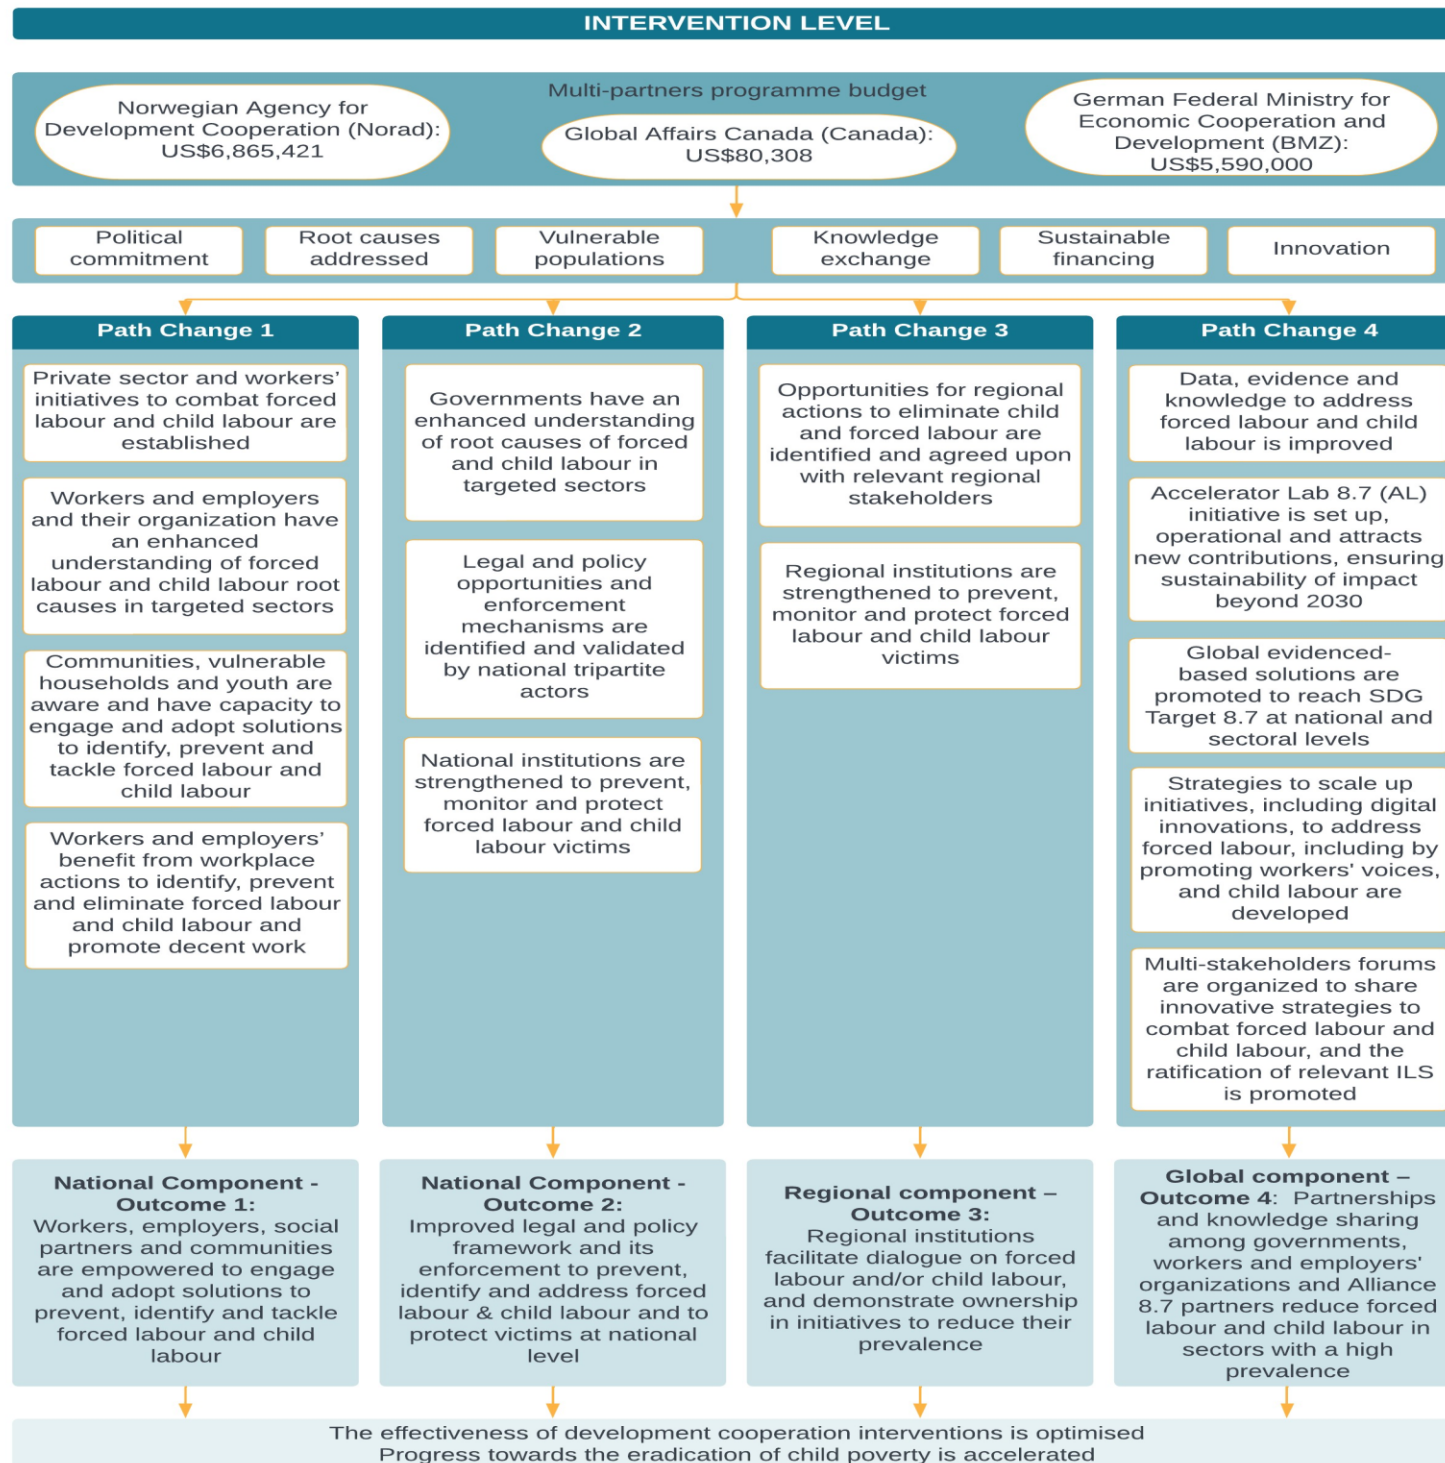 INTERVENTION LEVEL
Multi-partners programme budget
Norwegian Agency for
Development Cooperation (Norad):
US$6,865,421
Global Affairs Canada (Canada):
US$80,308
German Federal Ministry for
Economic Cooperation and
Development (BMZ):
US$5,590,000
Political
commitment
Root causes
addressed
Vulnerable
populations
Knowledge
exchange
Sustainable
financing
Innovation
Path Change 1
Private sector and workers’
initiatives to combat forced
labour and child labour are
established
Workers and employers
and their organization have
an enhanced
understanding of forced
labour and child labour root
causes in targeted sectors
Communities, vulnerable
households and youth are
aware and have capacity to
engage and adopt solutions
to identify, prevent and
tackle forced labour and
child labour
Workers and employers’
benefit from workplace
actions to identify, prevent
and eliminate forced labour
and child labour and
promote decent work
Path Change 2
Governments have an
enhanced understanding
of root causes of forced
and child labour in
targeted sectors
Legal and policy
opportunities and
enforcement
mechanisms are
identified and validated
by national tripartite
actors
National institutions are
strengthened to prevent,
monitor and protect
forced labour and child
labour victims
Path Change 3
Opportunities for regional
actions to eliminate child
and forced labour are
identified and agreed upon
with relevant regional
stakeholders
Regional institutions are
strengthened to prevent,
monitor and protect forced
labour and child labour
victims
Path Change 4
Data, evidence and
knowledge to address
forced labour and child
labour is improved
Accelerator Lab 8.7 (AL)
initiative is set up,
operational and attracts
new contributions, ensuring
sustainability of impact
beyond 2030
Global evidenced-
based solutions are
promoted to reach SDG
Target 8.7 at national and
sectoral levels
Strategies to scale up
initiatives, including digital
innovations, to address
forced labour, including by
promoting workers' voices,
and child labour are
developed
Multi-stakeholders forums
are organized to share
innovative strategies to
combat forced labour and
child labour, and the
ratification of relevant ILS
is promoted
National Component -
Outcome 1:
Workers, employers, social
partners and communities
are empowered to engage
and adopt solutions to
prevent, identify and tackle
forced labour and child
labour
National Component -
Outcome 2:
Improved legal and policy
framework and its
enforcement to prevent,
identify and address forced
labour & child labour and to
protect victims at national
level
Regional component –
Outcome 3:
Regional institutions
facilitate dialogue on forced
labour and/or child labour,
and demonstrate ownership
in initiatives to reduce their
prevalence
Global component –
Outcome 4: Partnerships
and knowledge sharing
among governments,
workers and employers'
organizations and Alliance
8.7 partners reduce forced
labour and child labour in
sectors with a high
prevalence
The effectiveness of development cooperation interventions is optimised
Progress towards the eradication of child poverty is accelerated